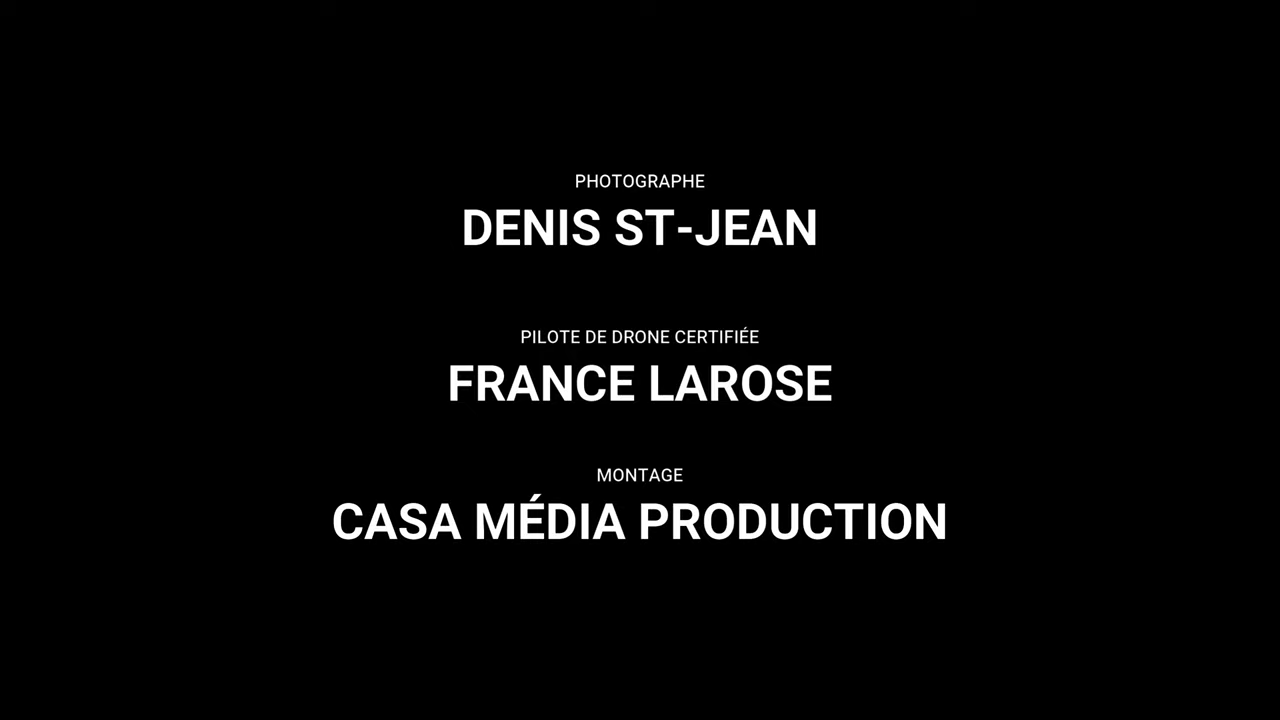 PHOTOGRAPHE
DENIS ST-JEAN
PILOTE DE DRONE CERTIFIÉE
FRANCE LAROSE
MONTAGE
CASA MÉDIA PRODUCTION